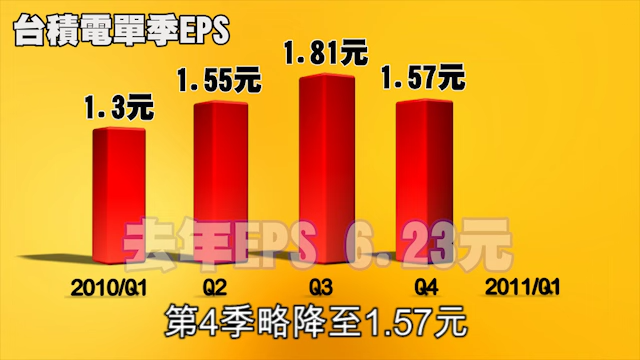 台積電單季EPS
1.3元
1.55元
1.81元
1.57元
去年EPS 6.23元
2010/Q1
Q2
Q3
Q4
2011/Q1
第4季略降至1.57元